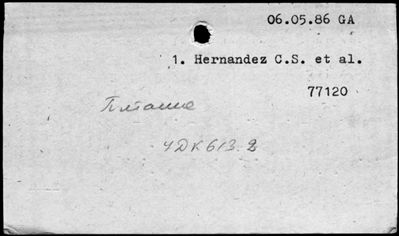 06.05.86 GA
1. Hernandez C.S. et al.
77120
Питание
УДК 613.2